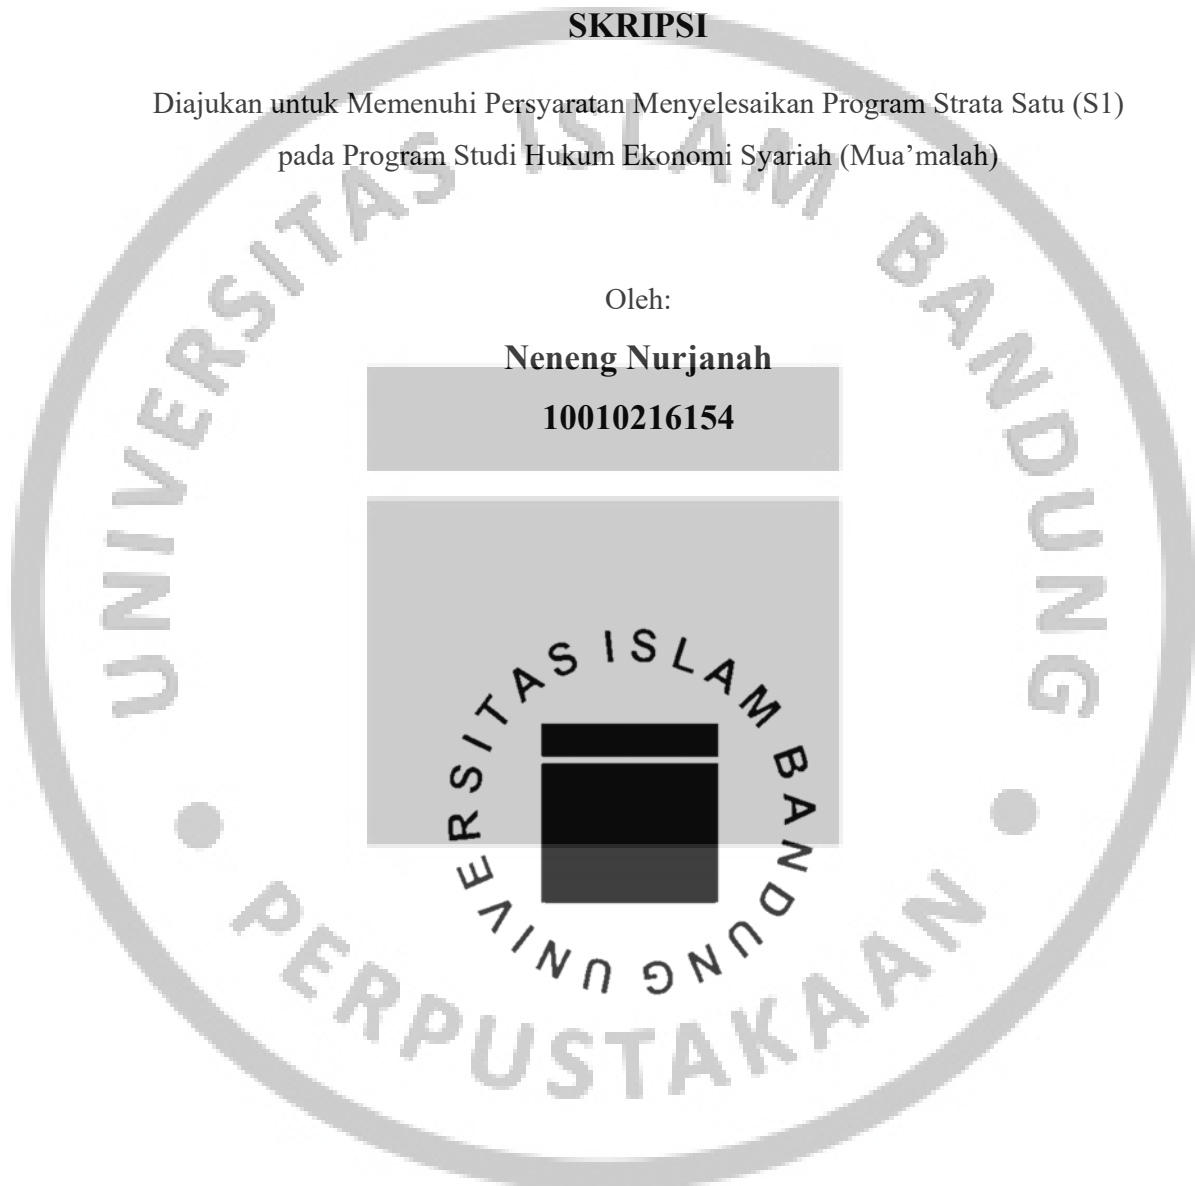 SKRIPSI
Diajukan untuk Memenuhi Persyaratan Menyelesaikan Program Strata Satu (S1)
pada Program Studi Hukum Ekonomi Syariah (Mua’malah)
Oleh:
Neneng Nurjanah
10010216154
UNIVERSITAS ISLAM BANDUNG
UNIVERSITAS ISLAM BANDUNG
PERPUSTAKAAN